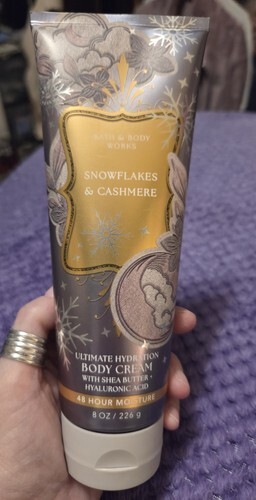 BATH & BODY
WORKS
SNOWFLAKES
& CASHMERE
ULTIMATE HYDRATION
BODY CREAM
WITH SHEA BUTTER +
HYALURONIC ACID
48 HOUR MOISTURE
8 OZ / 226 g